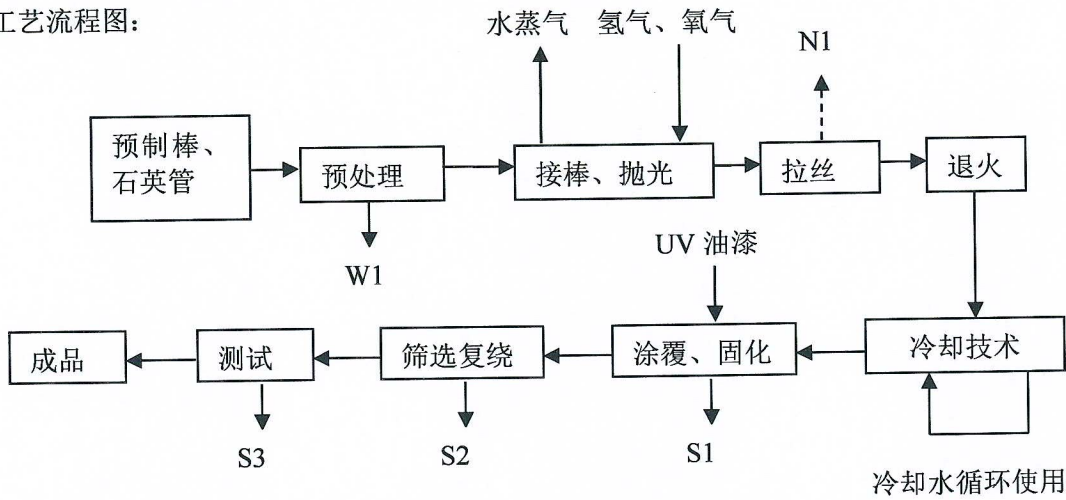 工艺流程图：
水蒸气 氢气、氧气
N1
预制棒、
石英管
预处理
接棒、抛光
拉丝
退火
W1
UV 油漆
成品
测试
筛选复绕
涂覆、固化
冷却技术
S3
S2
S1
冷却水循环使用